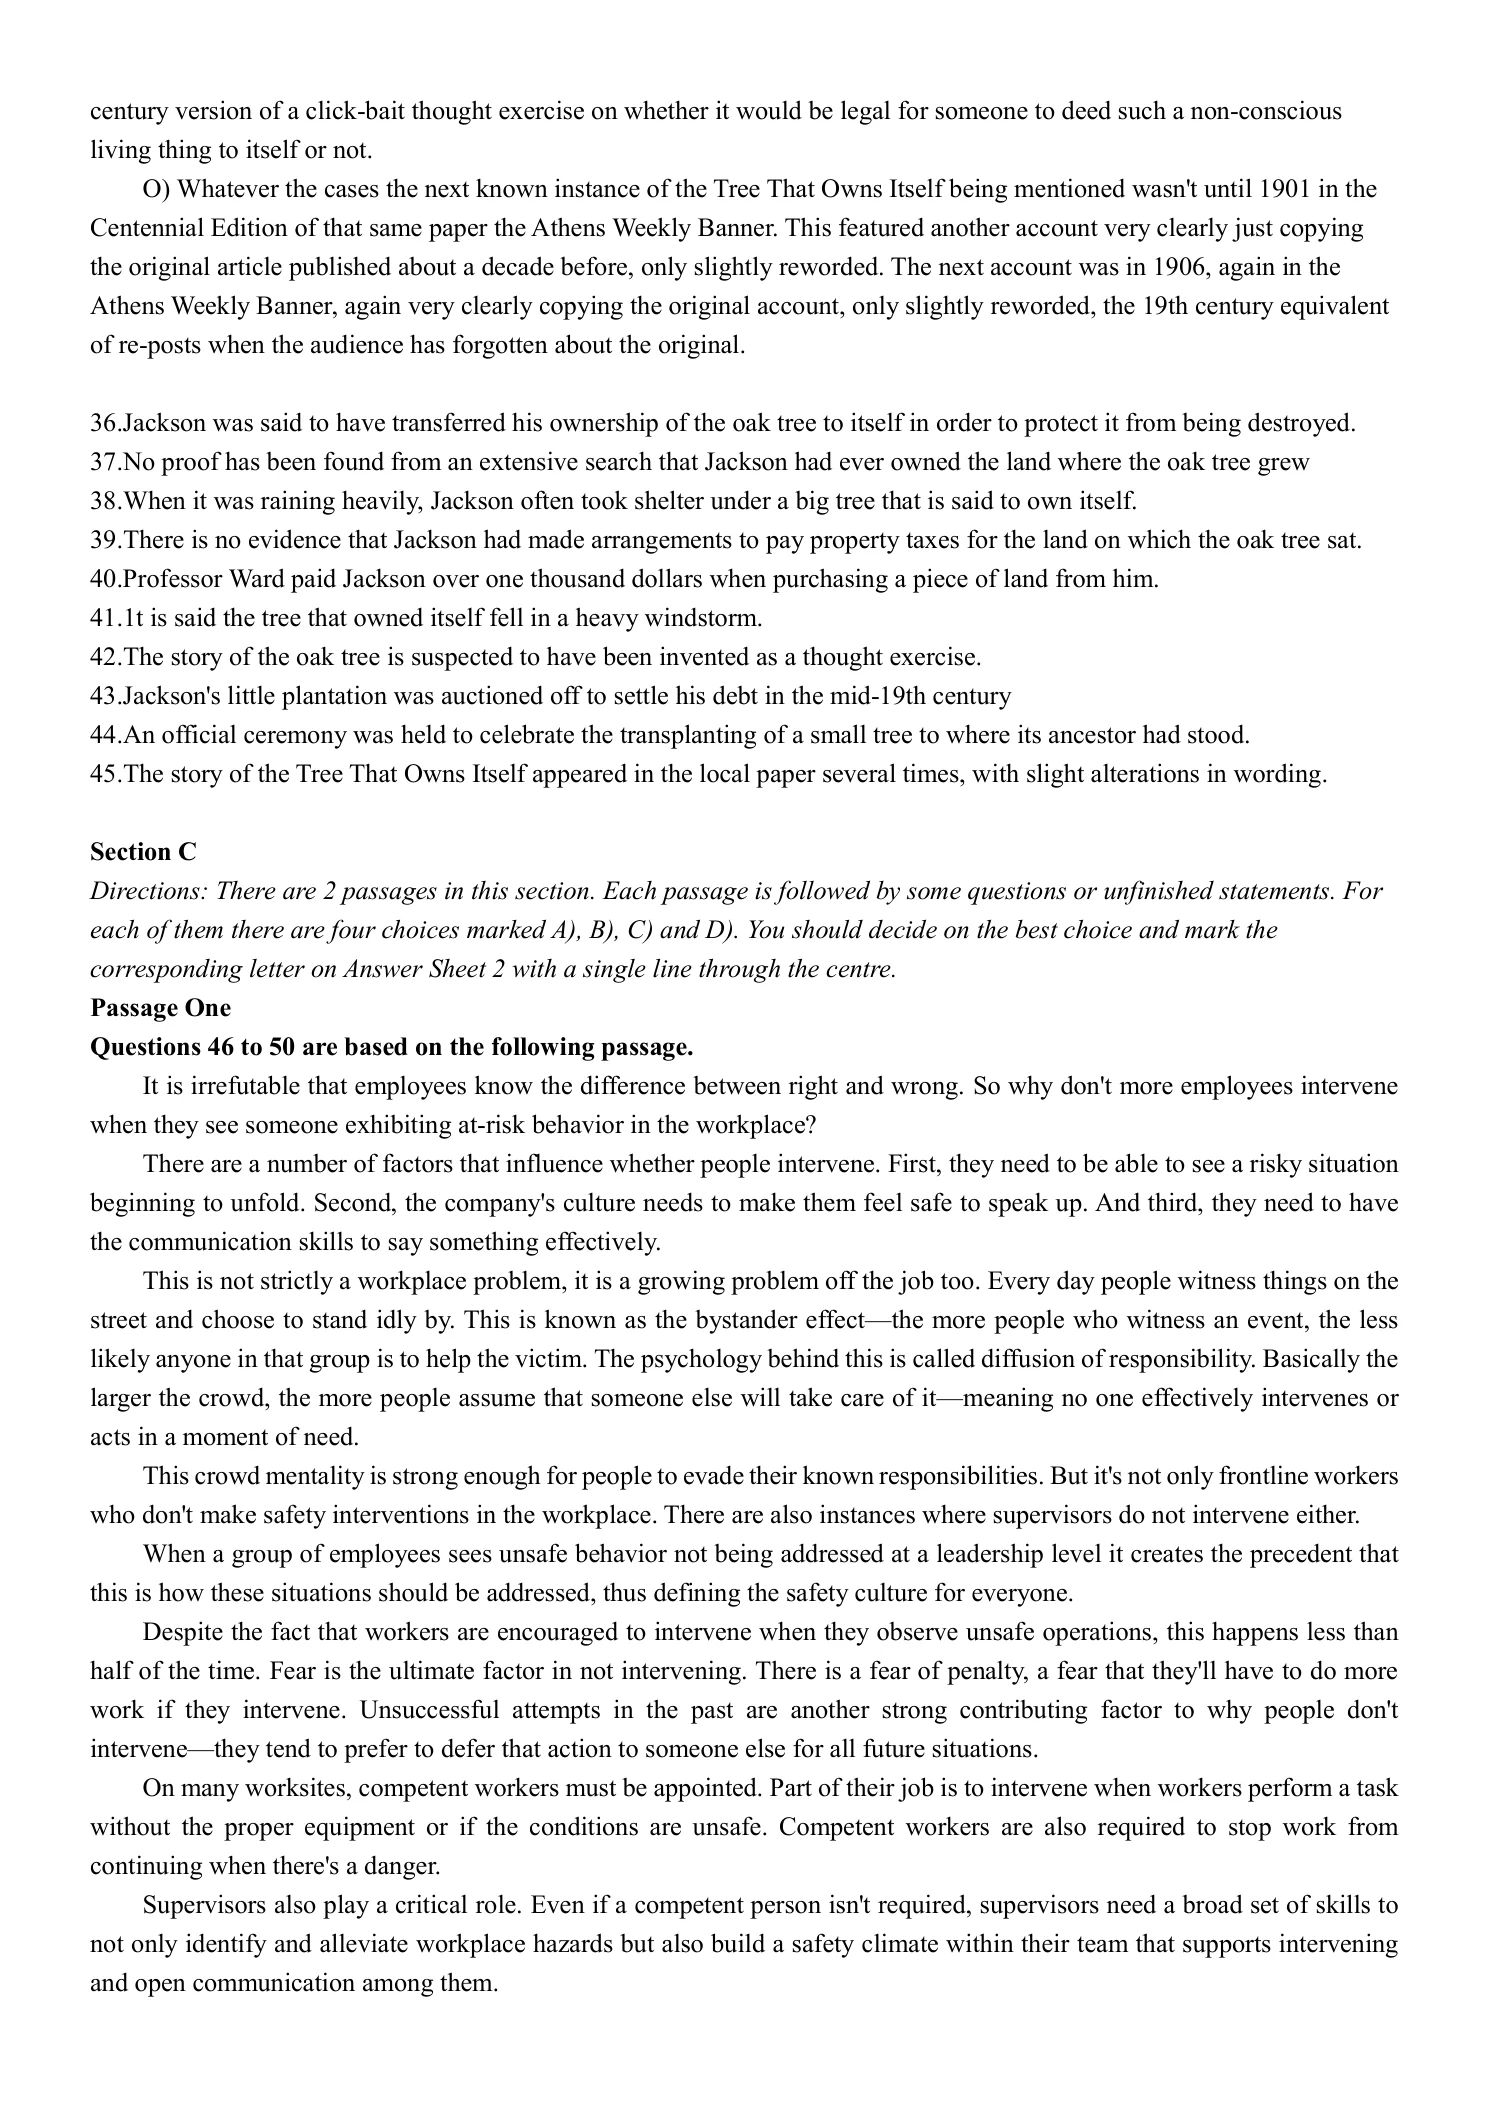 century version of a click-bait thought exercise on whether it would be legal for someone to deed such a non-conscious
living thing to itself or not.
O) Whatever the cases the next known instance of the Tree That Owns Itself being mentioned wasn't until 1901 in the
Centennial Edition of that same paper the Athens Weekly Banner. This featured another account very clearly just copying
the original article published about a decade before, only slightly reworded. The next account was in 1906, again in the
Athens Weekly Banner, again very clearly copying the original account, only slightly reworded, the 19th century equivalent
of re-posts when the audience has forgotten about the original.
36.Jackson was said to have transferred his ownership of the oak tree to itself in order to protect it from being destroyed.
37.No proof has been found from an extensive search that Jackson had ever owned the land where the oak tree grew
38.When it was raining heavily, Jackson often took shelter under a big tree that is said to own itself.
39.There is no evidence that Jackson had made arrangements to pay property taxes for the land on which the oak tree sat.
40.Professor Ward paid Jackson over one thousand dollars when purchasing a piece of land from him.
41.1t is said the tree that owned itself fell in a heavy windstorm.
42.The story of the oak tree is suspected to have been invented as a thought exercise.
43.Jackson's little plantation was auctioned off to settle his debt in the mid-19th century
44.An official ceremony was held to celebrate the transplanting of a small tree to where its ancestor had stood.
45.The story of the Tree That Owns Itself appeared in the local paper several times, with slight alterations in wording.
Section C
Directions: There are 2 passages in this section. Each passage is followed by some questions or unfinished statements. For
each of them there are four choices marked A), B), C) and D). You should decide on the best choice and mark the
corresponding letter on Answer Sheet 2 with a single line through the centre.
Passage One
Questions 46 to 50 are based on the following passage.
It is irrefutable that employees know the difference between right and wrong. So why don't more employees intervene
when they see someone exhibiting at-risk behavior in the workplace?
There are a number of factors that influence whether people intervene. First, they need to be able to see a risky situation
beginning to unfold. Second, the company's culture needs to make them feel safe to speak up. And third, they need to have
the communication skills to say something effectively.
This is not strictly a workplace problem, it is a growing problem off the job too. Every day people witness things on the
street and choose to stand idly by. This is known as the bystander effect—the more people who witness an event, the less
likely anyone in that group is to help the victim. The psychology behind this is called diffusion of responsibility. Basically the
larger the crowd, the more people assume that someone else will take care of it—meaning no one effectively intervenes or
acts in a moment of need.
This crowd mentality is strong enough for people to evade their known responsibilities. But it's not only frontline workers
who don't make safety interventions in the workplace. There are also instances where supervisors do not intervene either.
When a group of employees sees unsafe behavior not being addressed at a leadership level it creates the precedent that
this is how these situations should be addressed, thus defining the safety culture for everyone.
Despite the fact that workers are encouraged to intervene when they observe unsafe operations, this happens less than
half of the time. Fear is the ultimate factor in not intervening. There is a fear of penalty, a fear that they'll have to do more
work if they intervene. Unsuccessful attempts in the past are another strong contributing factor to why people don't
intervene—they tend to prefer to defer that action to someone else for all future situations.
On many worksites, competent workers must be appointed. Part of their job is to intervene when workers perform a task
without the proper equipment or if the conditions are unsafe. Competent workers are also required to stop work from
continuing when there's a danger.
Supervisors also play a critical role. Even if a competent person isn't required, supervisors need a broad set of skills to
not only identify and alleviate workplace hazards but also build a safety climate within their team that supports intervening
and open communication among them.